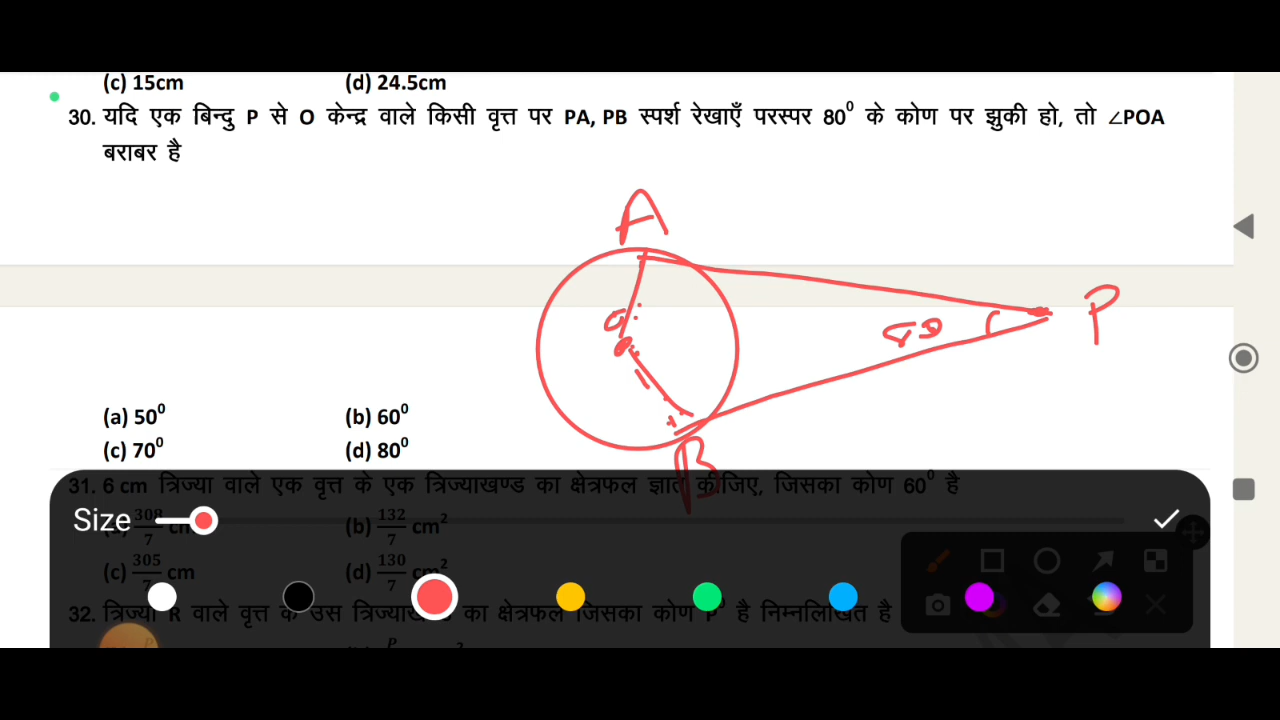 (c) 15cm (d) 24.5cm
30. यदि एक बिन्दु P से O केन्द्र वाले किसी वृत्त पर PA, PB स्पर्श रेखाएँ परस्पर 80⁰ के कोण पर झुकी हो, तो ∠POA
बराबर है
A
P
O
B
(a) 50⁰ (b) 60⁰
(c) 70⁰ (d) 80⁰
31. 6 cm त्रिज्या वाले एक वृत्त के एक त्रिज्याखण्ड का क्षेत्रफल ज्ञात कीजिए, जिसका कोण 60⁰ है
Size
308/7 (b) 132/7 cm²
(c) 305/7 cm (d) 130/7 cm²
32. त्रिज्या R वाले वृत्त के उस का क्षेत्रफल जिसका कोण P° है निम्नलिखित है